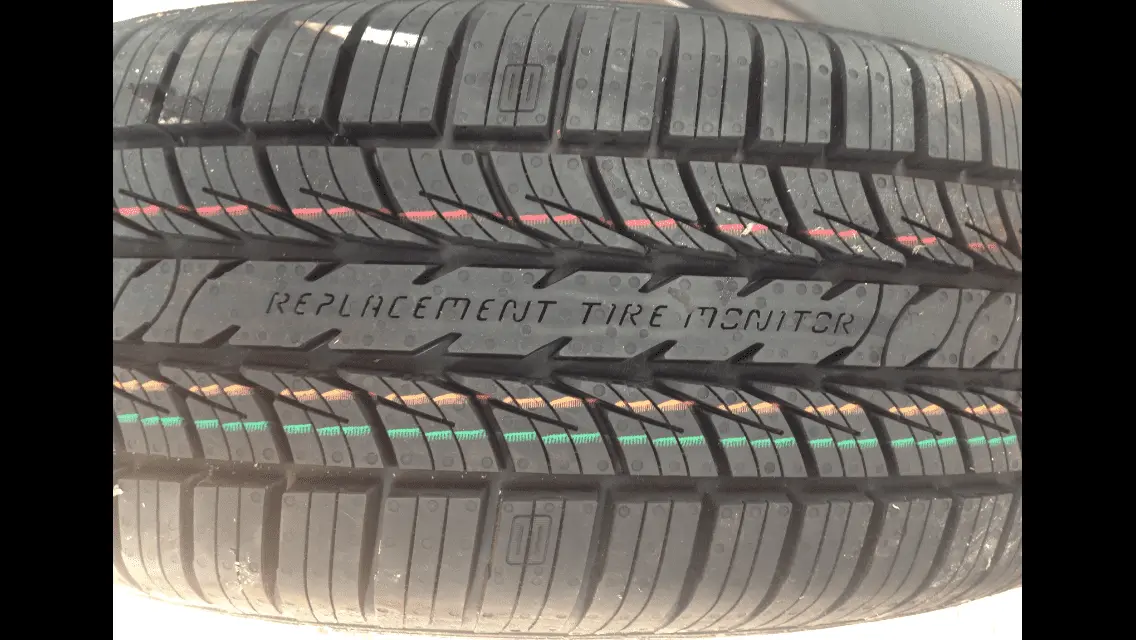 REPLACEMENT TIRE MONITOR